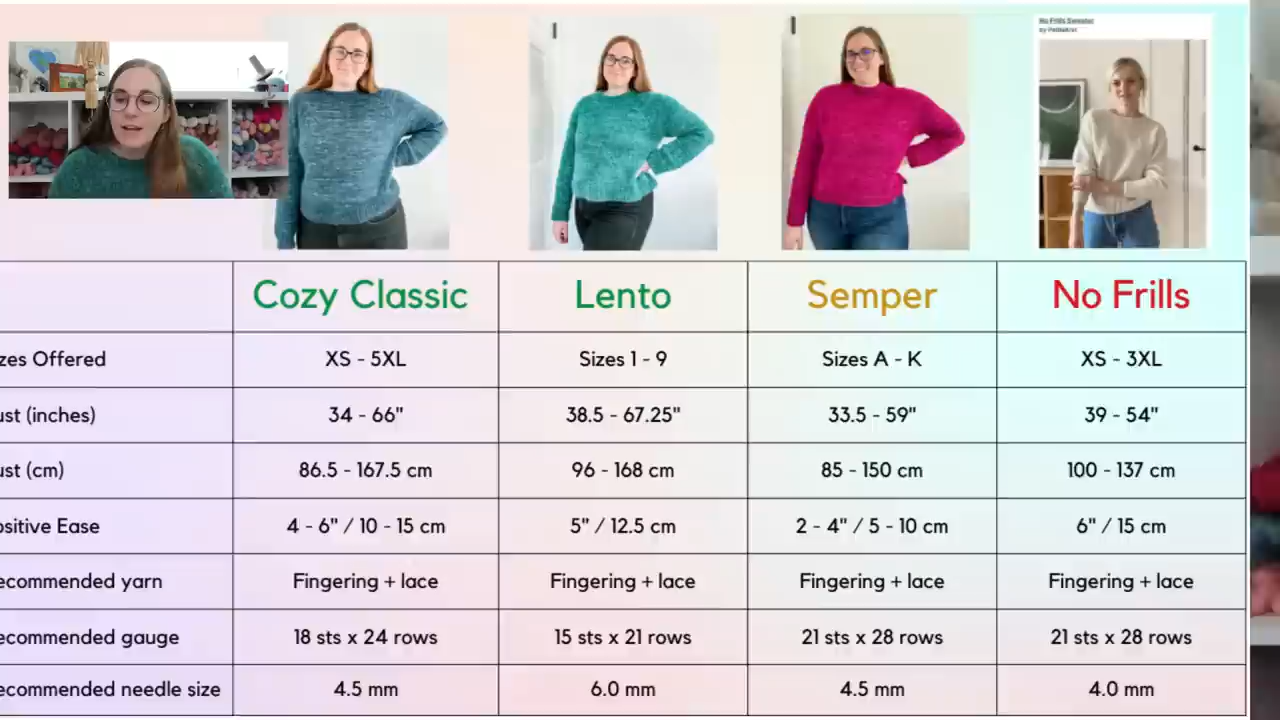 No Frills Sweater
by PetiteKnit
Cozy Classic Lento Semper No Frills
zes Offered XS - 5XL Sizes 1 - 9 Sizes A - K XS - 3XL
ust (inches) 34 - 66" 38.5 - 67.25" 33.5 - 59" 39 - 54"
ust (cm) 86.5 - 167.5 cm 96 - 168 cm 85 - 150 cm 100 - 137 cm
ositive Ease 4 - 6" / 10 - 15 cm 5" / 12.5 cm 2 - 4" / 5 - 10 cm 6" / 15 cm
ecommended yarn Fingering + lace Fingering + lace Fingering + lace Fingering + lace
ecommended gauge 18 sts x 24 rows 15 sts x 21 rows 21 sts x 28 rows 21 sts x 28 rows
ecommended needle size 4.5 mm 6.0 mm 4.5 mm 4.0 mm